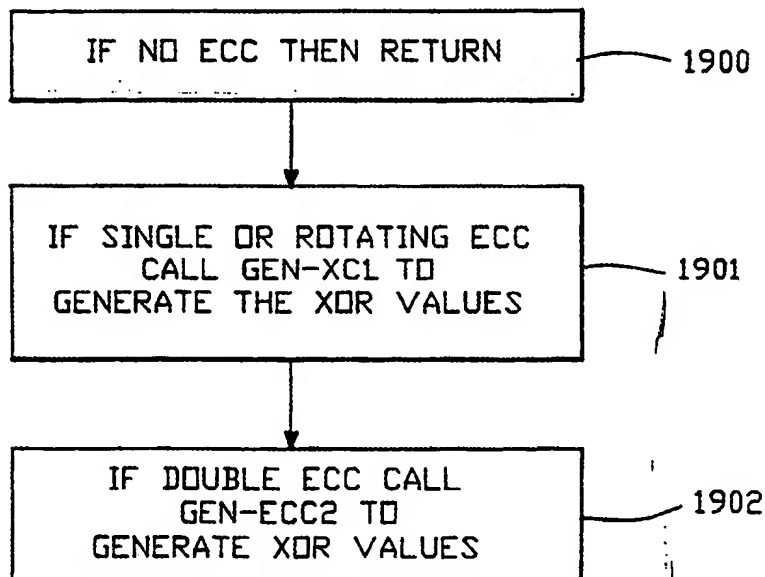 IF NO ECC THEN RETURN
1900
IF SINGLE OR ROTATING ECC
CALL GEN-XC1 TO
GENERATE THE XOR VALUES
1901
IF DOUBLE ECC CALL
GEN-ECC2 TO
GENERATE XOR VALUES
1902